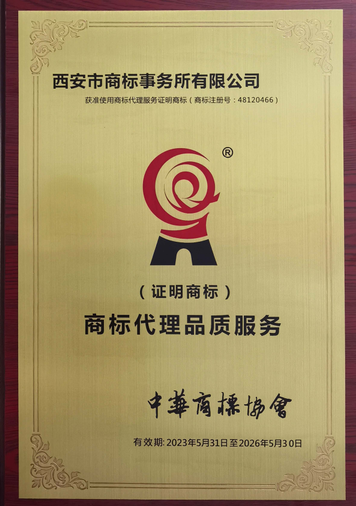 西安市商标事务所有限公司
获准使用商标代理服务证明商标（商标注册号：48120466）
®
（证明商标）
商标代理品质服务
中華商標協會
有效期：2023年5月31日至2026年5月30日